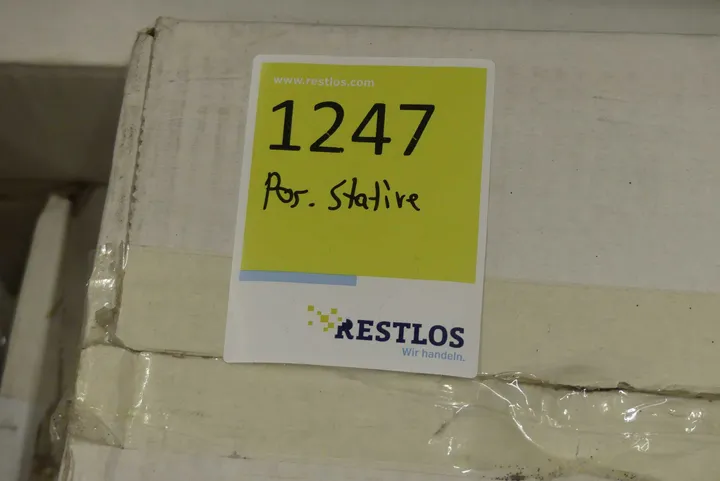 www.restlos.com
1247
Pos. Stative
RESTLOS
Wir handeln.